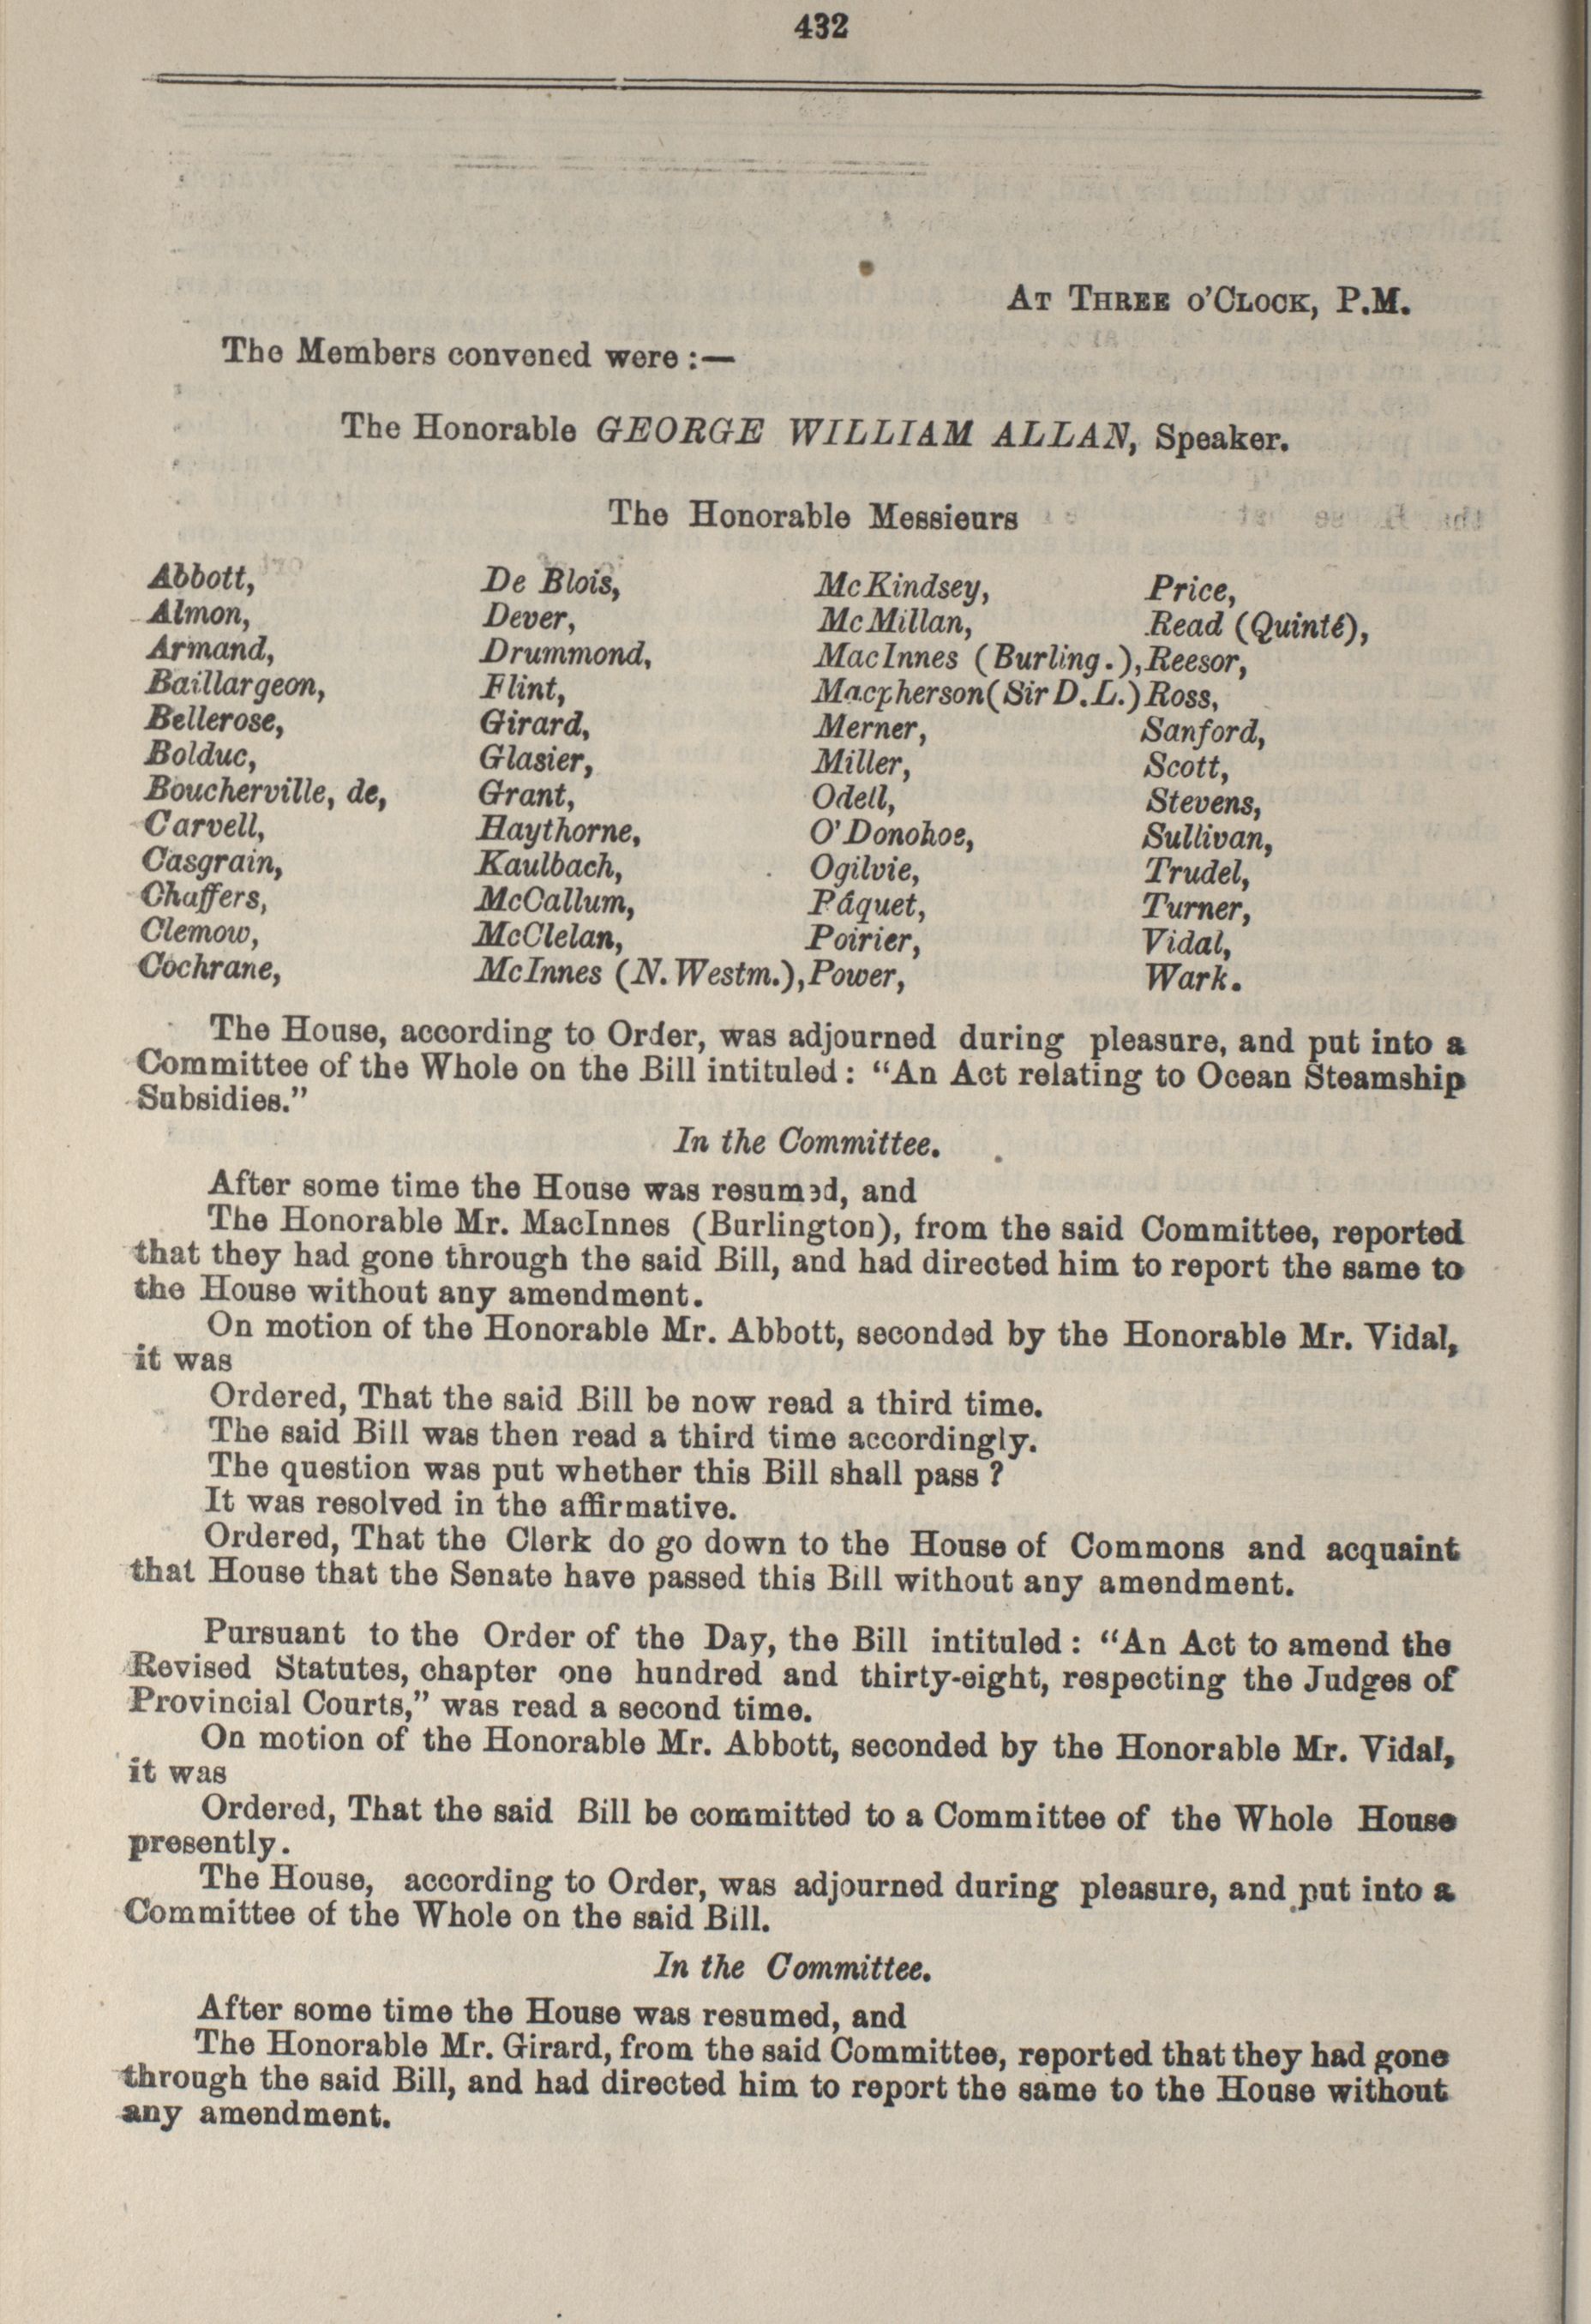 432
AT THREE O'CLOCK, P.M.
The Members convened were :—
The Honorable GEORGE WILLIAM ALLAN, Speaker.
The Honorable Messieurs
Abbott, De Blois, McKindsey, Price,
Almon, Dever, McMillan, Read (Quinté),
Armand, Drummond, MacInnes (Burling.), Reesor,
Baillargeon, Flint, Macpherson (Sir D.L.) Ross,
Bellerose, Girard, Merner, Sanford,
Bolduc, Glasier, Miller, Scott,
Boucherville, de, Grant, Odell, Stevens,
Carvell, Haythorne, O'Donohoe, Sullivan,
Casgrain, Kaulbach, Ogilvie, Trudel,
Chaffers, McCallum, Pâquet, Turner,
Clemow, McClelan, Poirier, Vidal,
Cochrane, McInnes (N. Westm.), Power, Wark.
The House, according to Order, was adjourned during pleasure, and put into a
Committee of the Whole on the Bill intituled : "An Act relating to Ocean Steamship
Subsidies."
In the Committee.
After some time the House was resumed, and
The Honorable Mr. MacInnes (Burlington), from the said Committee, reported
that they had gone through the said Bill, and had directed him to report the same to
the House without any amendment.
On motion of the Honorable Mr. Abbott, seconded by the Honorable Mr. Vidal,
it was
Ordered, That the said Bill be now read a third time.
The said Bill was then read a third time accordingly.
The question was put whether this Bill shall pass ?
It was resolved in the affirmative.
Ordered, That the Clerk do go down to the House of Commons and acquaint
that House that the Senate have passed this Bill without any amendment.
Pursuant to the Order of the Day, the Bill intituled : "An Act to amend the
Revised Statutes, chapter one hundred and thirty-eight, respecting the Judges of
Provincial Courts," was read a second time.
On motion of the Honorable Mr. Abbott, seconded by the Honorable Mr. Vidal,
it was
Ordered, That the said Bill be committed to a Committee of the Whole House
presently.
The House, according to Order, was adjourned during pleasure, and put into a
Committee of the Whole on the said Bill.
In the Committee.
After some time the House was resumed, and
The Honorable Mr. Girard, from the said Committee, reported that they had gone
through the said Bill, and had directed him to report the same to the House without
any amendment.